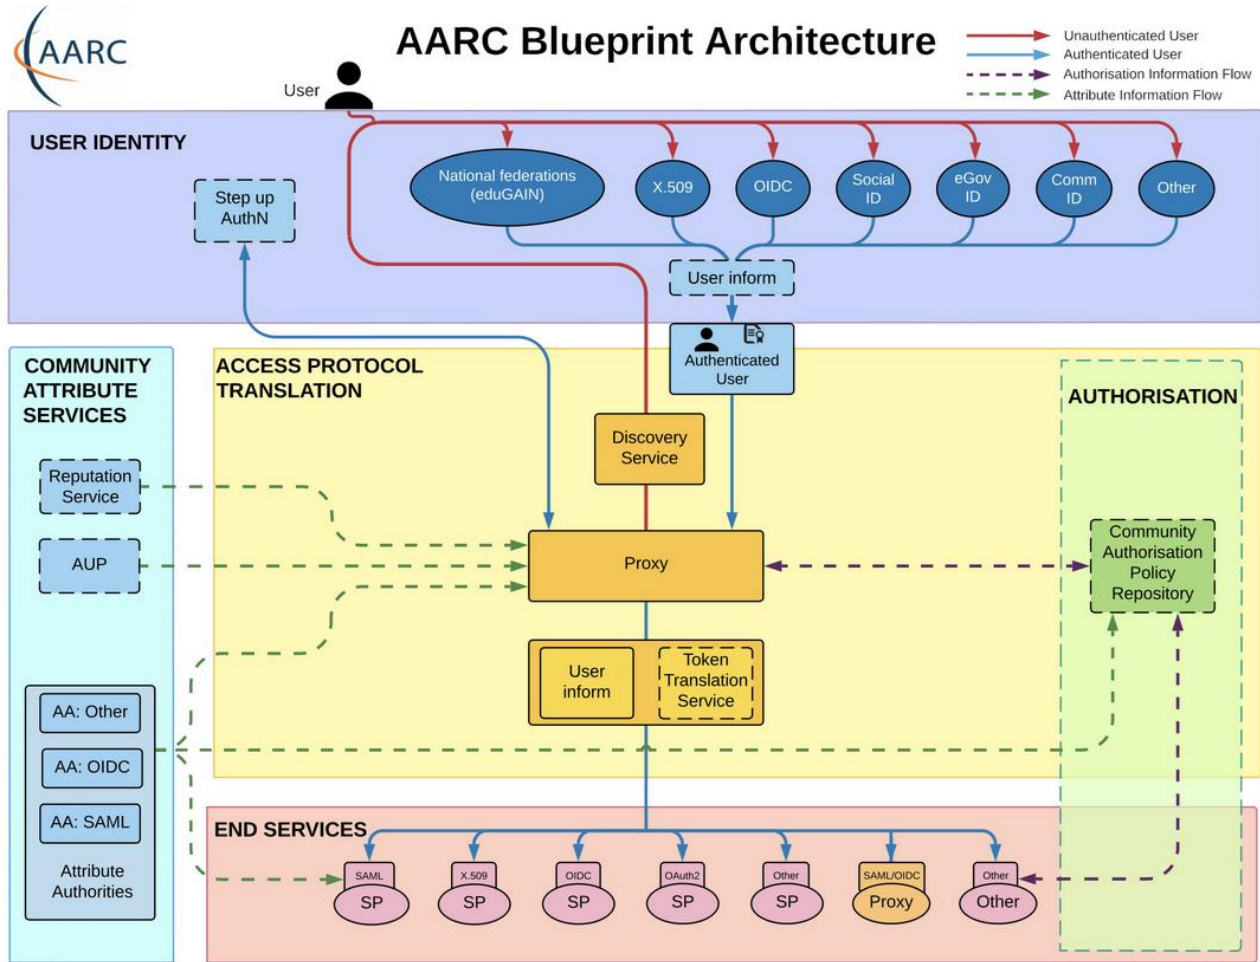 AARC
AARC Blueprint Architecture
Unauthenticated User
Authenticated User
Authorisation Information Flow
Attribute Information Flow
User
USER IDENTITY
Step up
AuthN
National federations
(eduGAIN)
X.509
OIDC
Social
ID
eGov
ID
Comm
ID
Other
User inform
Authenticated
User
COMMUNITY
ATTRIBUTE
SERVICES
ACCESS PROTOCOL
TRANSLATION
AUTHORISATION
Reputation
Service
AUP
Discovery
Service
Proxy
Community
Authorisation
Policy
Repository
User
inform
Token
Translation
Service
AA: Other
AA: OIDC
AA: SAML
Attribute
Authorities
END SERVICES
SAML
SP
X.509
SP
OIDC
SP
OAuth2
SP
Other
SP
SAML/OIDC
Proxy
Other
Other